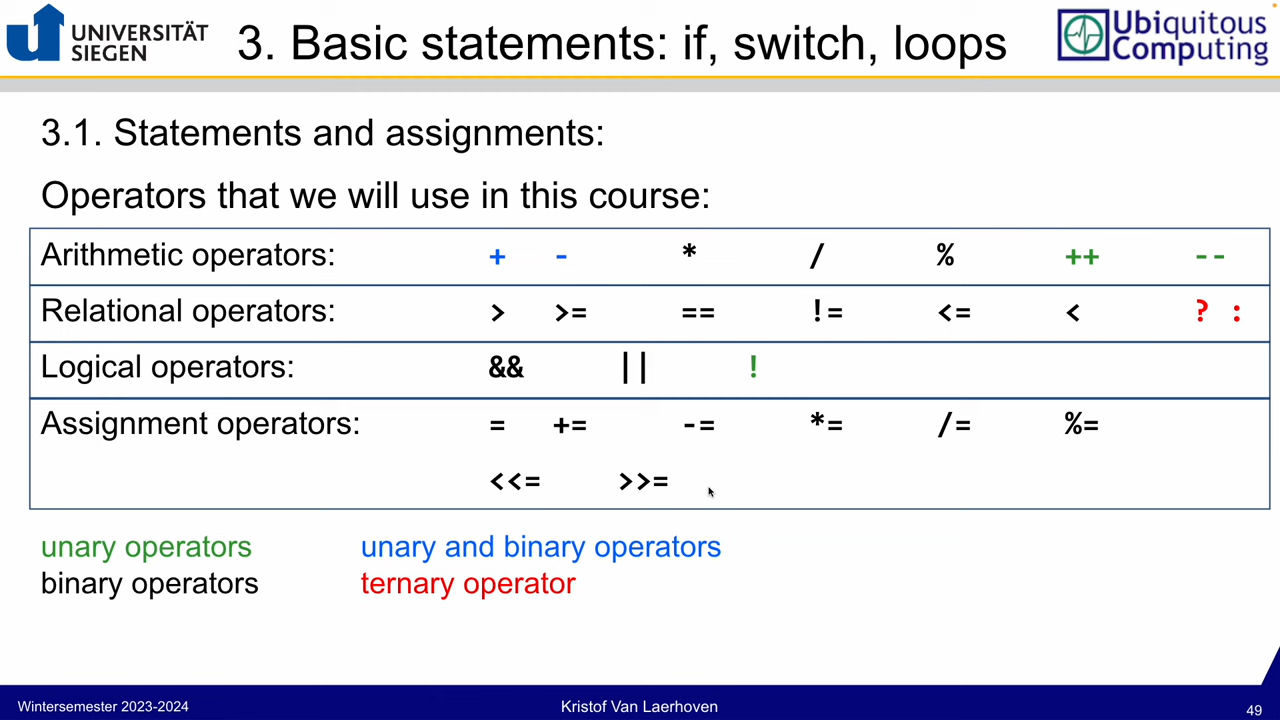 UNIVERSITÄT
SIEGEN
3. Basic statements: if, switch, loops
Ubiquitous
Computing
3.1. Statements and assignments:
Operators that we will use in this course:
Arithmetic operators: + - * / % ++ --
Relational operators: > >= == != <= < ? :
Logical operators: && || !
Assignment operators: = += -= *= /= %=
<<= >>=
unary operators unary and binary operators
binary operators ternary operator
Wintersemester 2023-2024 Kristof Van Laerhoven 49